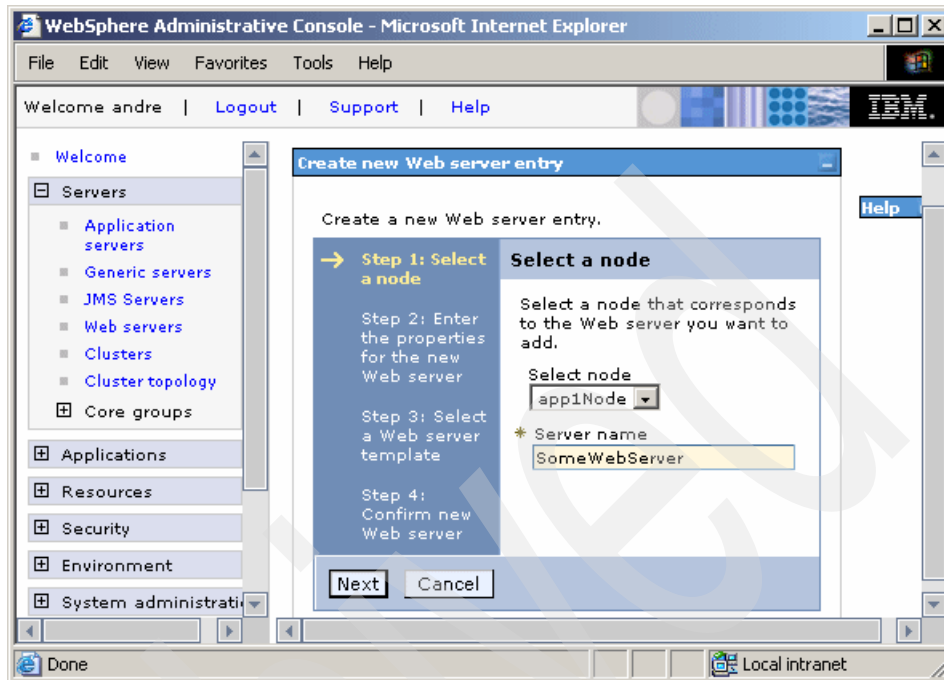 WebSphere Administrative Console - Microsoft Internet Explorer
File Edit View Favorites Tools Help
Welcome andre | Logout | Support | Help
IBM.
Welcome
Servers
Application
servers
Generic servers
JMS Servers
Web servers
Clusters
Cluster topology
Core groups
Applications
Resources
Security
Environment
System administrati
Create new Web server entry
Create a new Web server entry.
Step 1: Select
a node
Step 2: Enter
the properties
for the new
Web server
Step 3: Select
a Web server
template
Step 4:
Confirm new
Web server
Select a node
Select a node that corresponds
to the Web server you want to
add.
Select node
app1Node
* Server name
SomeWebServer
Next Cancel
Help
Done
Local intranet